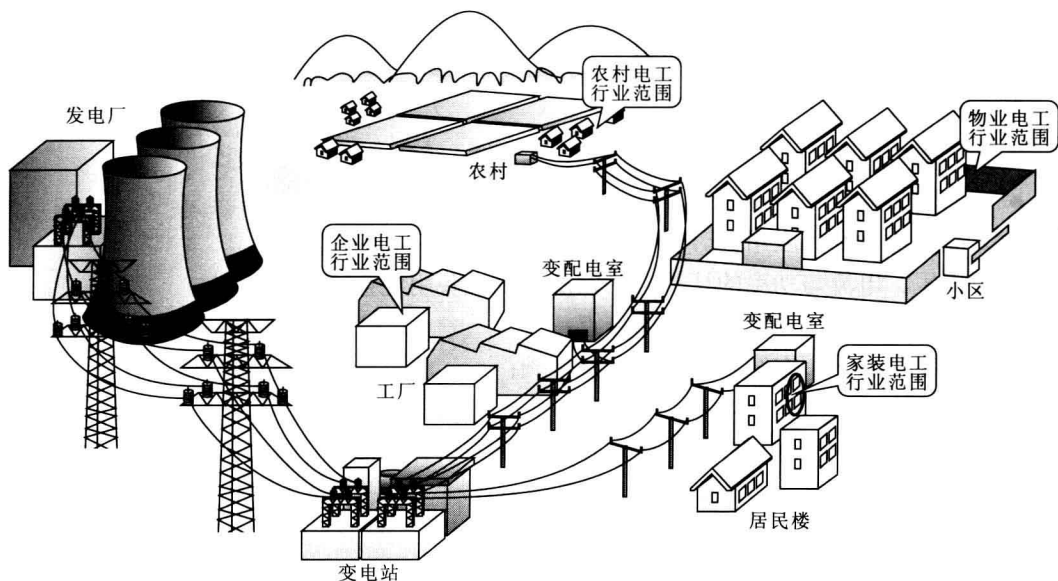 农村电工
行业范围
发电厂
物业电工
行业范围
农村
企业电工
行业范围
变配电室
小区
变配电室
家装电工
行业范围
工厂
居民楼
变电站